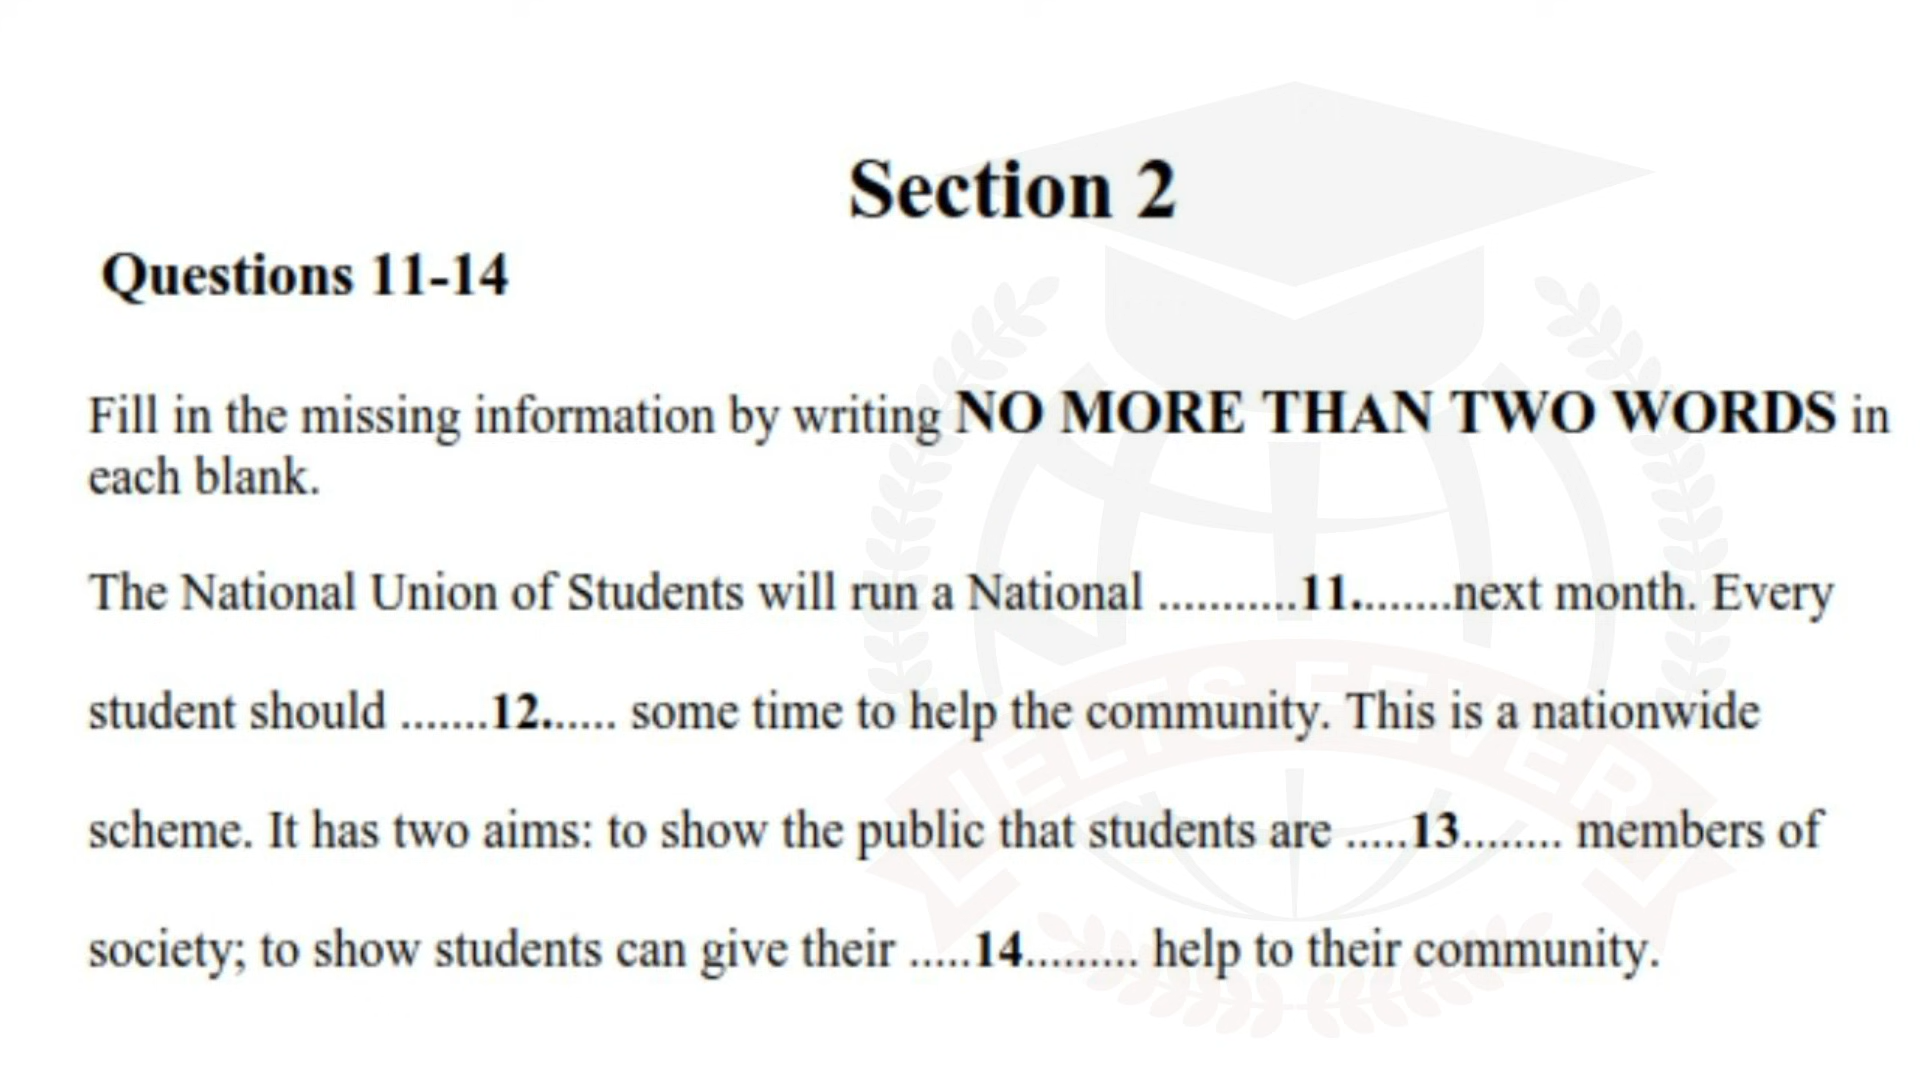 Section 2
Questions 11-14
Fill in the missing information by writing NO MORE THAN TWO WORDS in
each blank.
The National Union of Students will run a National ...........11........next month. Every
student should .......12...... some time to help the community. This is a nationwide
scheme. It has two aims: to show the public that students are .....13........ members of
society; to show students can give their .....14......... help to their community.
IELTS FEVER